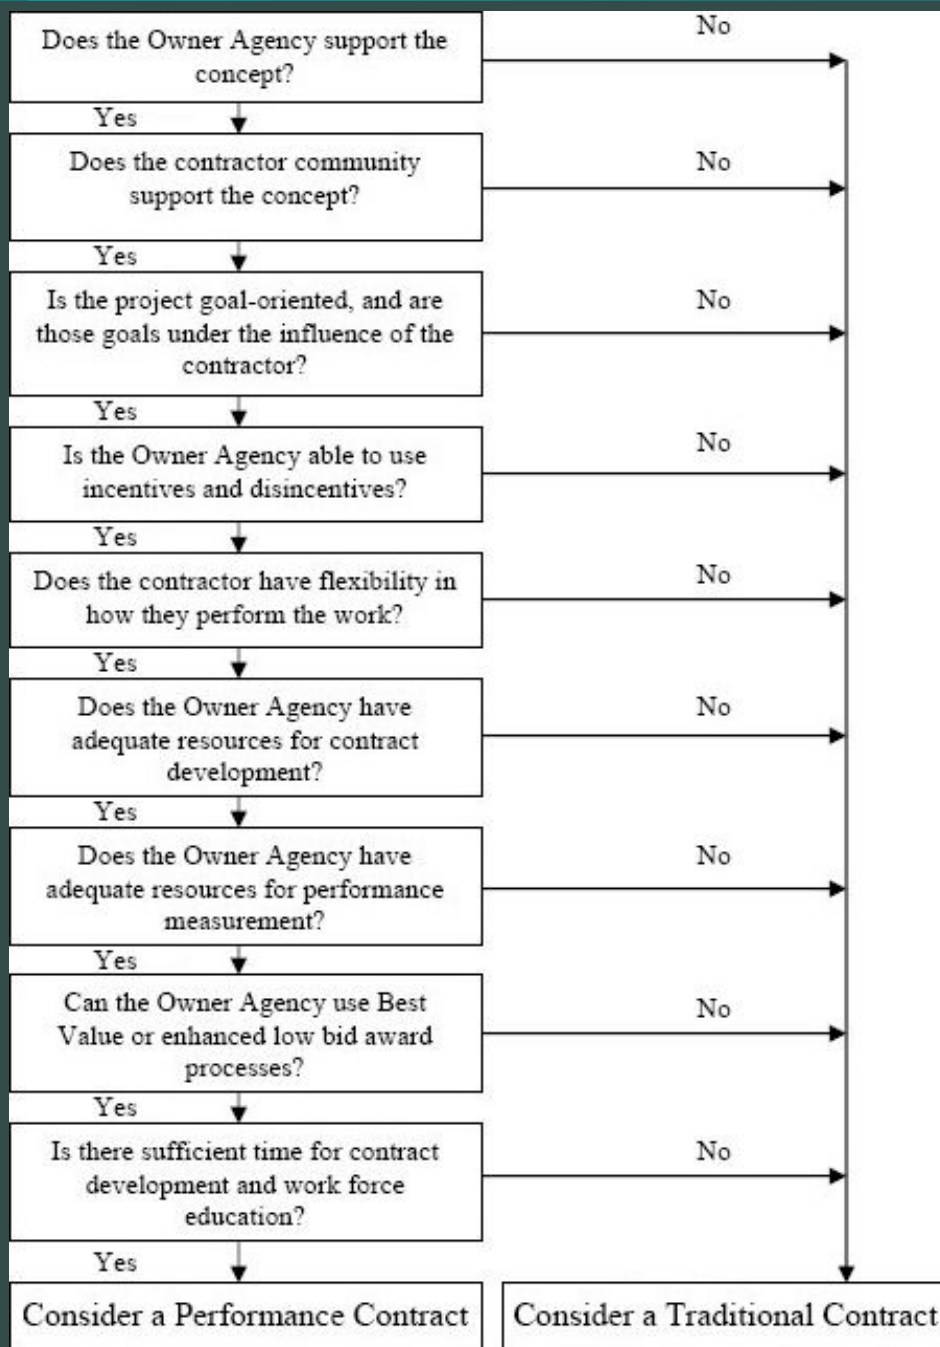 Does the Owner Agency support the
concept?
No
Yes
Does the contractor community
support the concept?
No
Yes
Is the project goal-oriented, and are
those goals under the influence of the
contractor?
No
Yes
Is the Owner Agency able to use
incentives and disincentives?
No
Yes
Does the contractor have flexibility in
how they perform the work?
No
Yes
Does the Owner Agency have
adequate resources for contract
development?
No
Yes
Does the Owner Agency have
adequate resources for performance
measurement?
No
Yes
Can the Owner Agency use Best
Value or enhanced low bid award
processes?
No
Yes
Is there sufficient time for contract
development and work force
education?
No
Yes
Consider a Performance Contract
Consider a Traditional Contract